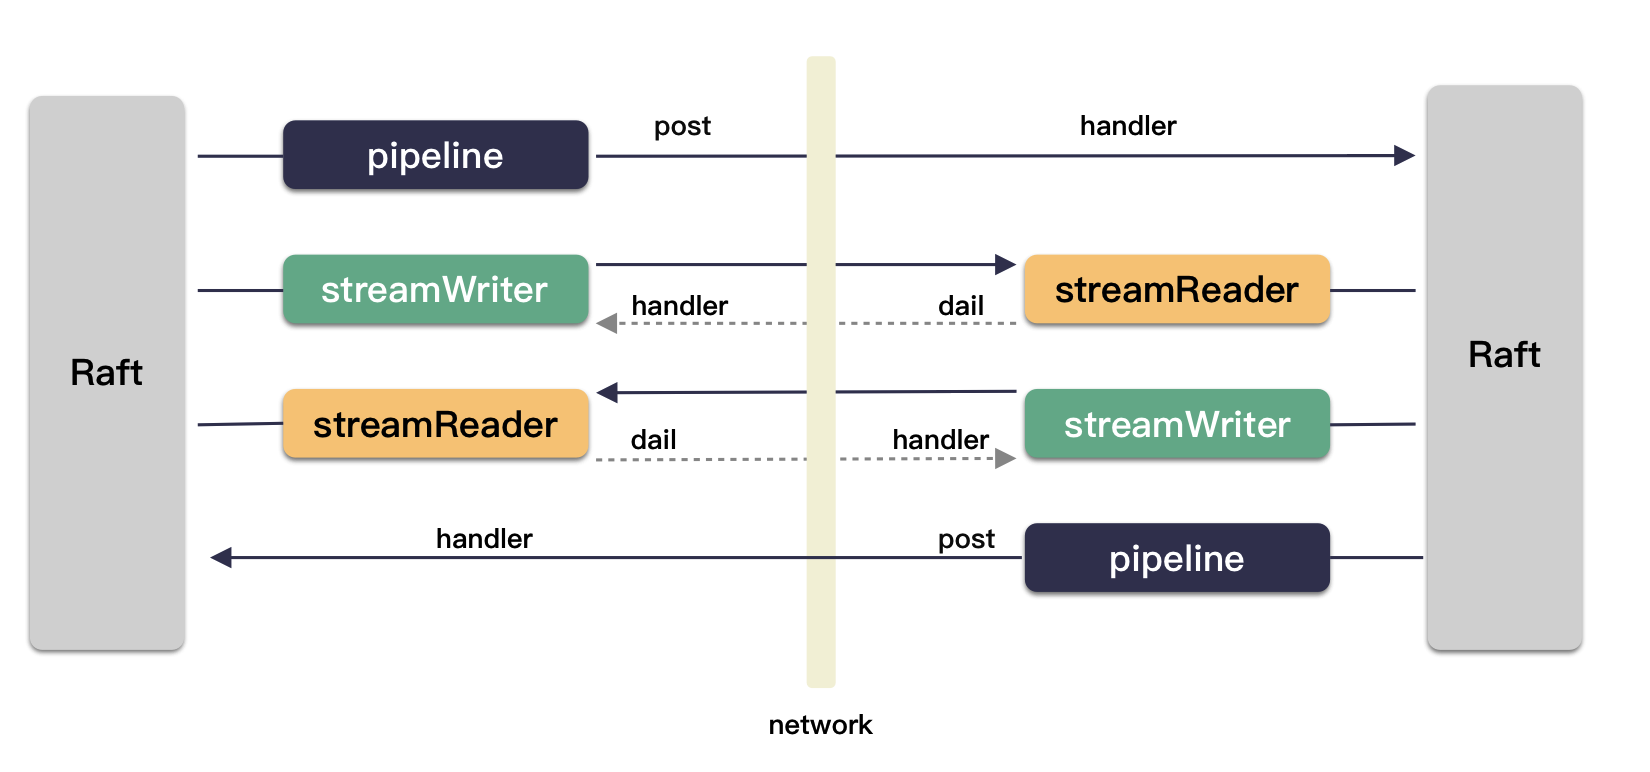 post
handler
pipeline
streamWriter
streamReader
handler
dail
Raft
Raft
streamReader
streamWriter
dail
handler
handler
post
pipeline
network